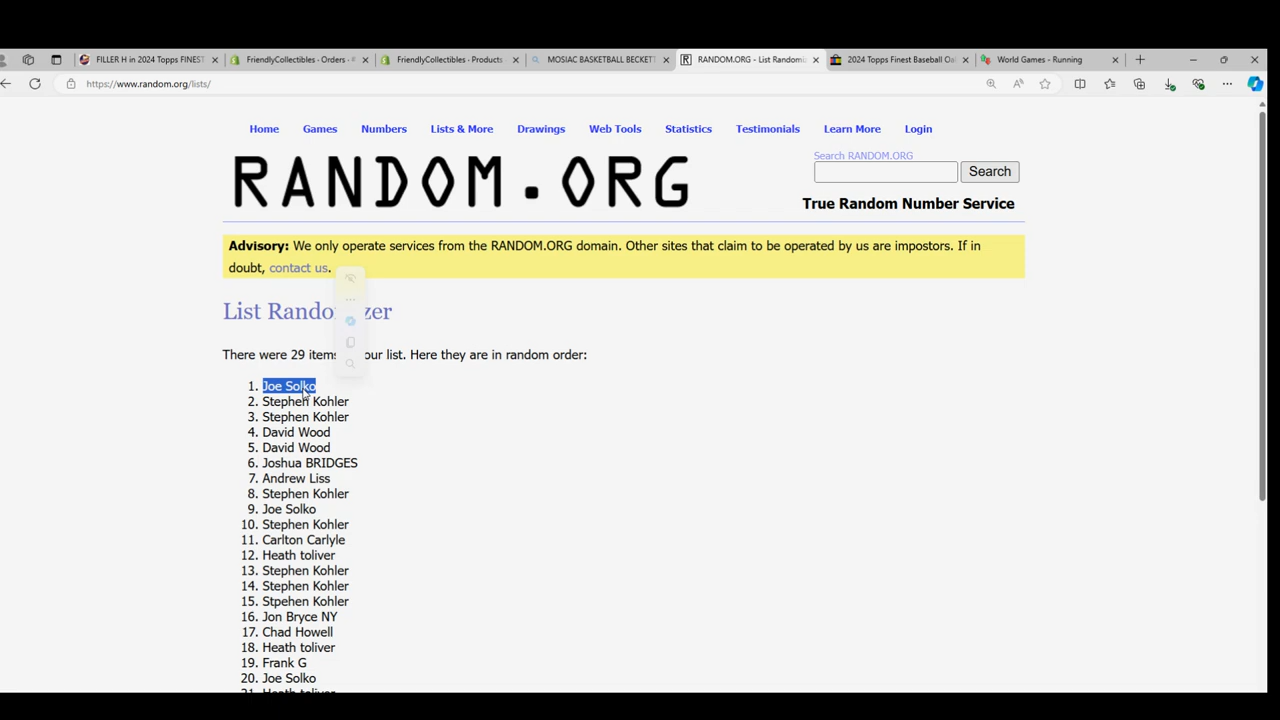 FILLER H in 2024 Topps FINEST
FriendlyCollectibles - Orders - #
FriendlyCollectibles - Products
MOSIAC BASKETBALL BECKETT
RANDOM.ORG - List Randomiz
2024 Topps Finest Baseball
World Games - Running
https://www.random.org/lists/
Home Games Numbers Lists & More Drawings Web Tools Statistics Testimonials Learn More Login
RANDOM.ORG
Search RANDOM.ORG
Search
True Random Number Service
Advisory: We only operate services from the RANDOM.ORG domain. Other sites that claim to be operated by us are impostors. If in
doubt, contact us.
List Rando zer
There were 29 items our list. Here they are in random order:
1. Joe Solko
2. Stephen Kohler
3. Stephen Kohler
4. David Wood
5. David Wood
6. Joshua BRIDGES
7. Andrew Liss
8. Stephen Kohler
9. Joe Solko
10. Stephen Kohler
11. Carlton Carlyle
12. Heath toliver
13. Stephen Kohler
14. Stephen Kohler
15. Stpehen Kohler
16. Jon Bryce NY
17. Chad Howell
18. Heath toliver
19. Frank G
20. Joe Solko
21. Heath toliver